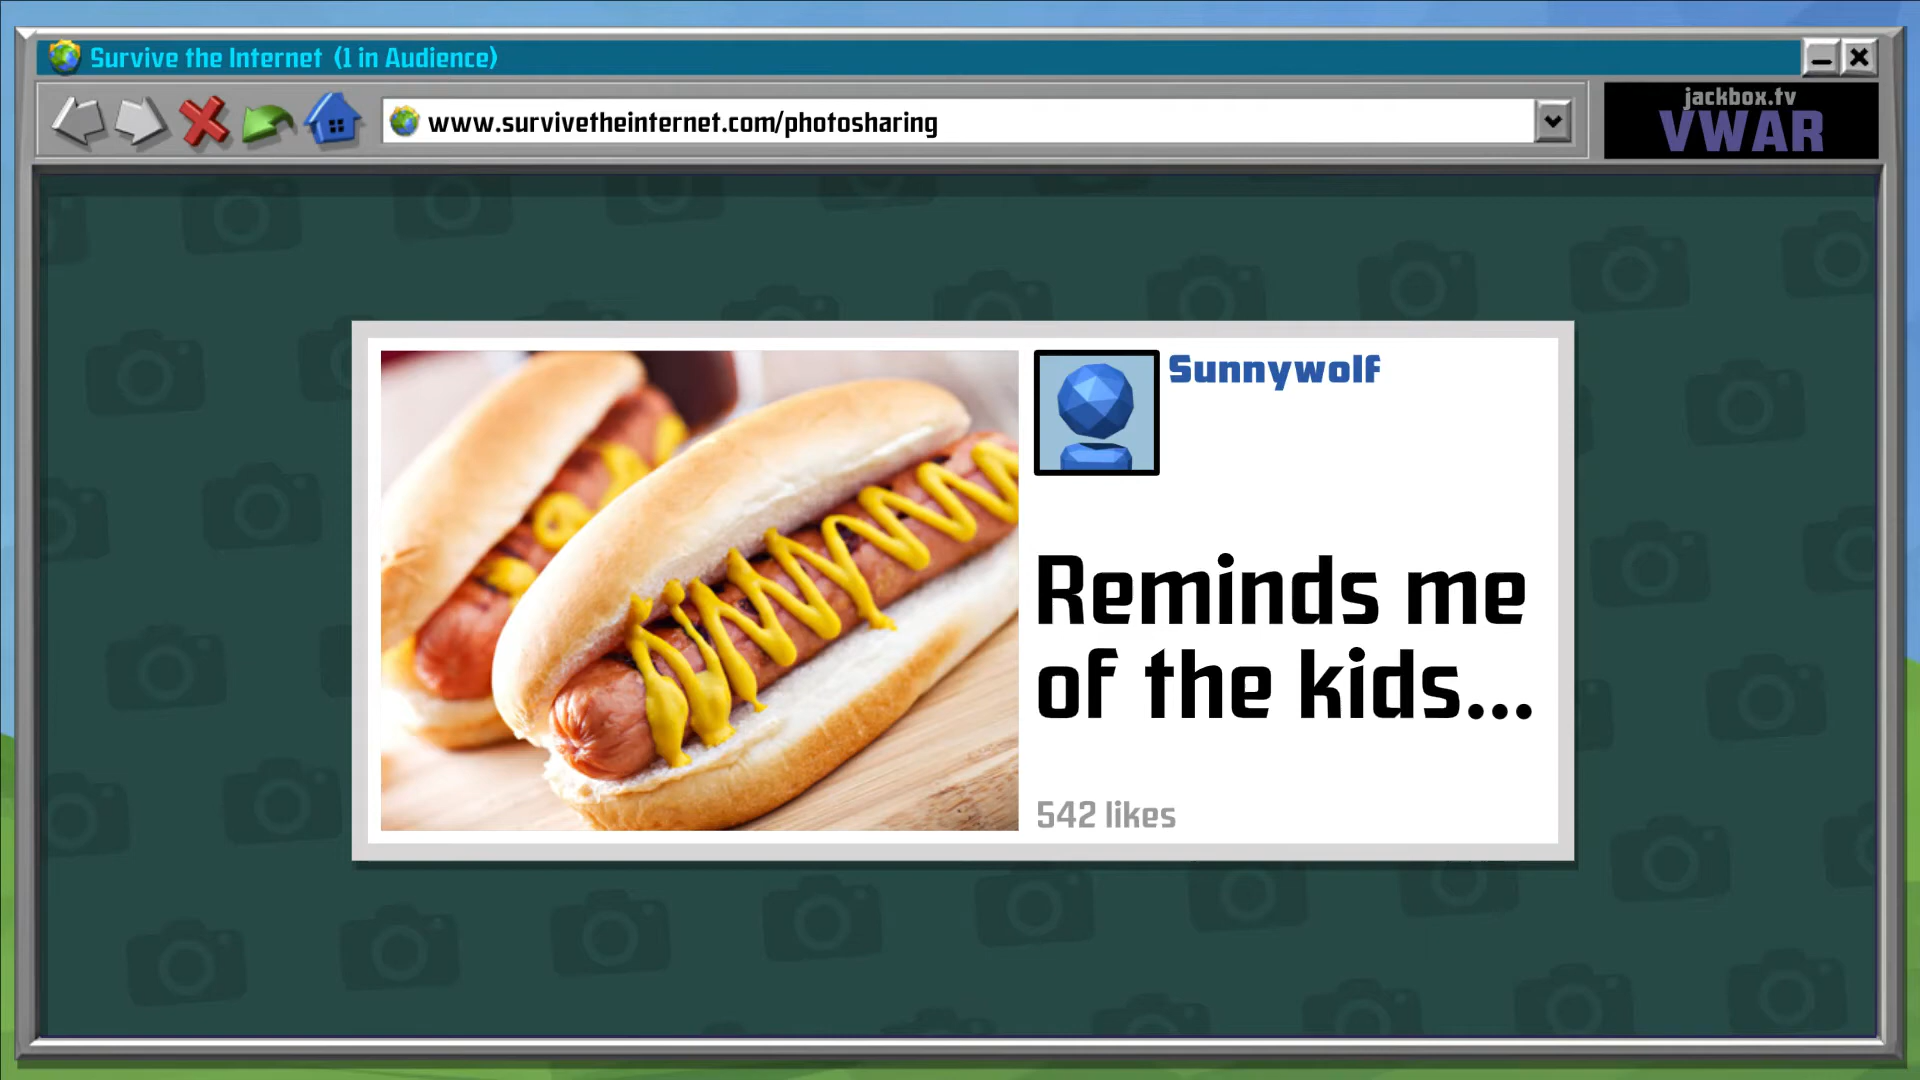 Survive the Internet (1 in Audience)
www.survivetheinternet.com/photosharing
jackbox.tv
VWAR
Sunnywolf
Reminds me
of the kids...
542 likes